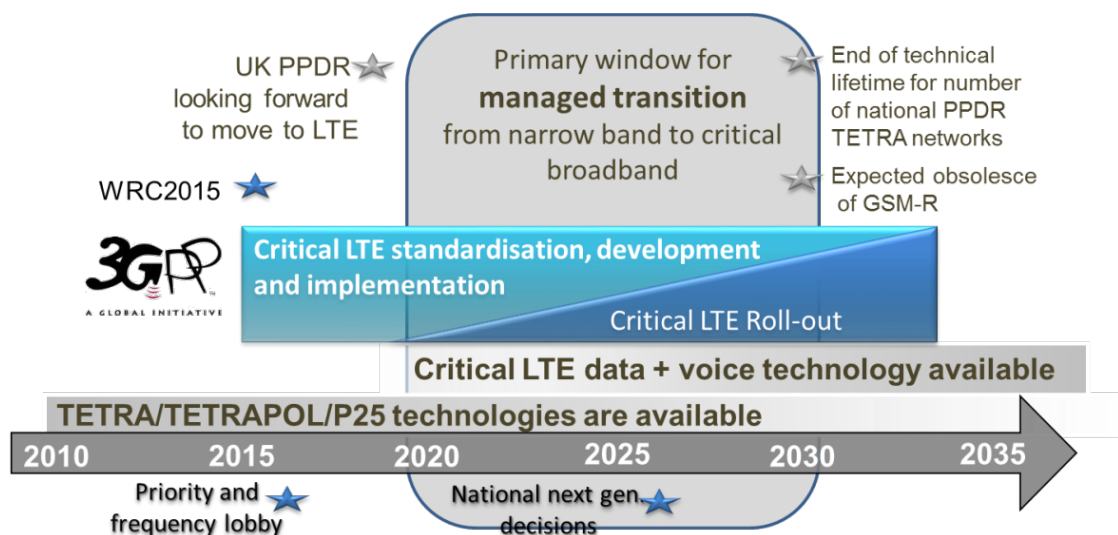 UK PPDR
looking forward
to move to LTE
Primary window for
managed transition
from narrow band to critical
broadband
End of technical
lifetime for number
of national PPDR
TETRA networks
WRC2015
Expected obsolesce
of GSM-R
3GPP
TM
A GLOBAL INITIATIVE
Critical LTE standardisation, development
and implementation
Critical LTE Roll-out
Critical LTE data + voice technology available
TETRA/TETRAPOL/P25 technologies are available
2010 2015 2020 2025 2030 2035
Priority and
frequency lobby
National next gen.
decisions